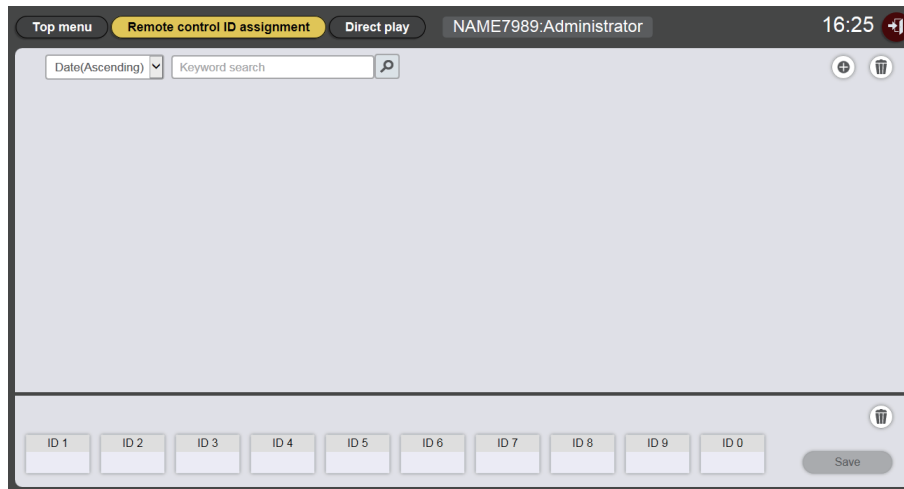 Top menu Remote control ID assignment Direct play NAME7989:Administrator 16:25
Date(Ascending) Keyword search
ID 1 ID 2 ID 3 ID 4 ID 5 ID 6 ID 7 ID 8 ID 9 ID 0
Save